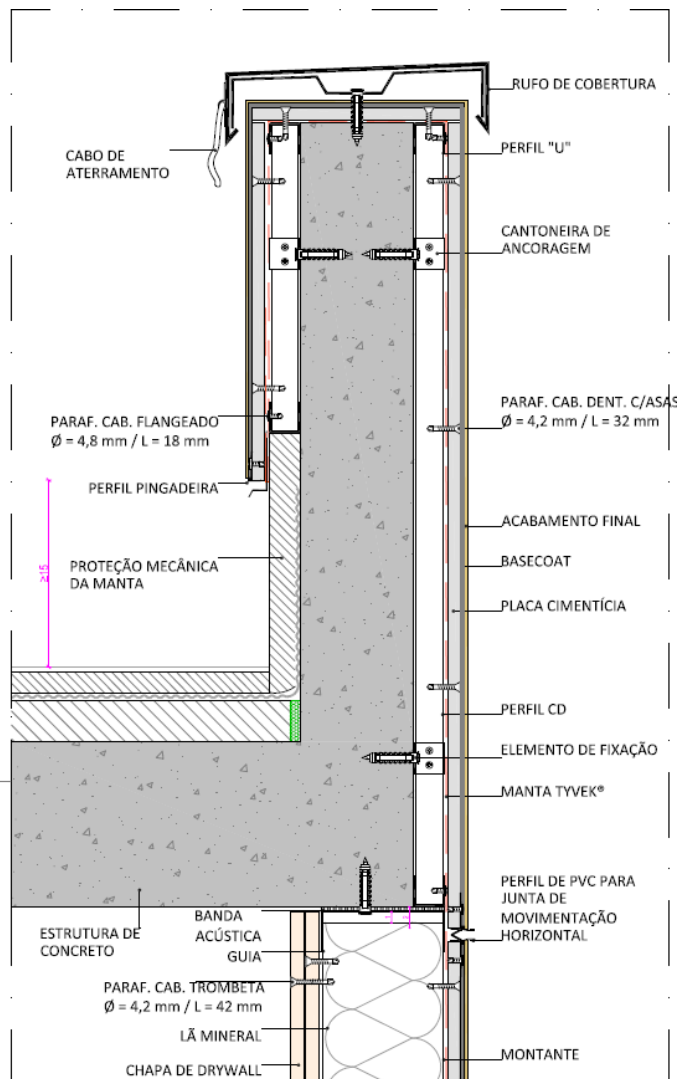 RUFO DE COBERTURA
CABO DE
ATERRAMENTO
PERFIL "U"
CANTONEIRA DE
ANCORAGEM
PARAF. CAB. FLANGEADO
Ø = 4,8 mm / L = 18 mm
PARAF. CAB. DENT. C/ASAS
Ø = 4,2 mm / L = 32 mm
PERFIL PINGADEIRA
ACABAMENTO FINAL
PROTEÇÃO MECÂNICA
DA MANTA
≥15
BASECOAT
PLACA CIMENTÍCIA
PERFIL CD
ELEMENTO DE FIXAÇÃO
MANTA TYVEK®
PERFIL DE PVC PARA
JUNTA DE
MOVIMENTAÇÃO
HORIZONTAL
ESTRUTURA DE
CONCRETO
BANDA
ACÚSTICA
GUIA
PARAF. CAB. TROMBETA
Ø = 4,2 mm / L = 42 mm
LÃ MINERAL
CHAPA DE DRYWALL
MONTANTE